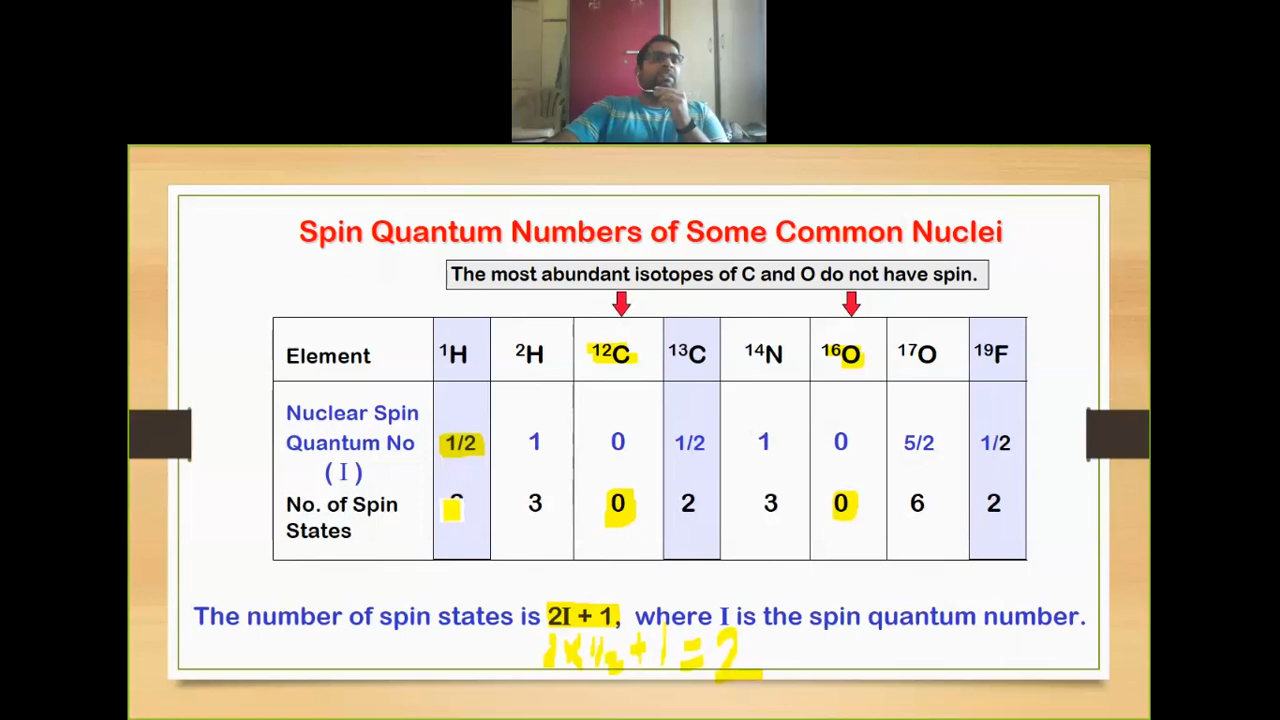 Spin Quantum Numbers of Some Common Nuclei
The most abundant isotopes of C and O do not have spin.
Element ¹H ²H ¹²C ¹³C ¹⁴N ¹⁶O ¹⁷O ¹⁹F
Nuclear Spin
Quantum No 1/2 1 0 1/2 1 0 5/2 1/2
( I )
No. of Spin 3 0 2 3 0 6 2
States
The number of spin states is 2I + 1, where I is the spin quantum number.
2 x 1/2 + 1 = 2